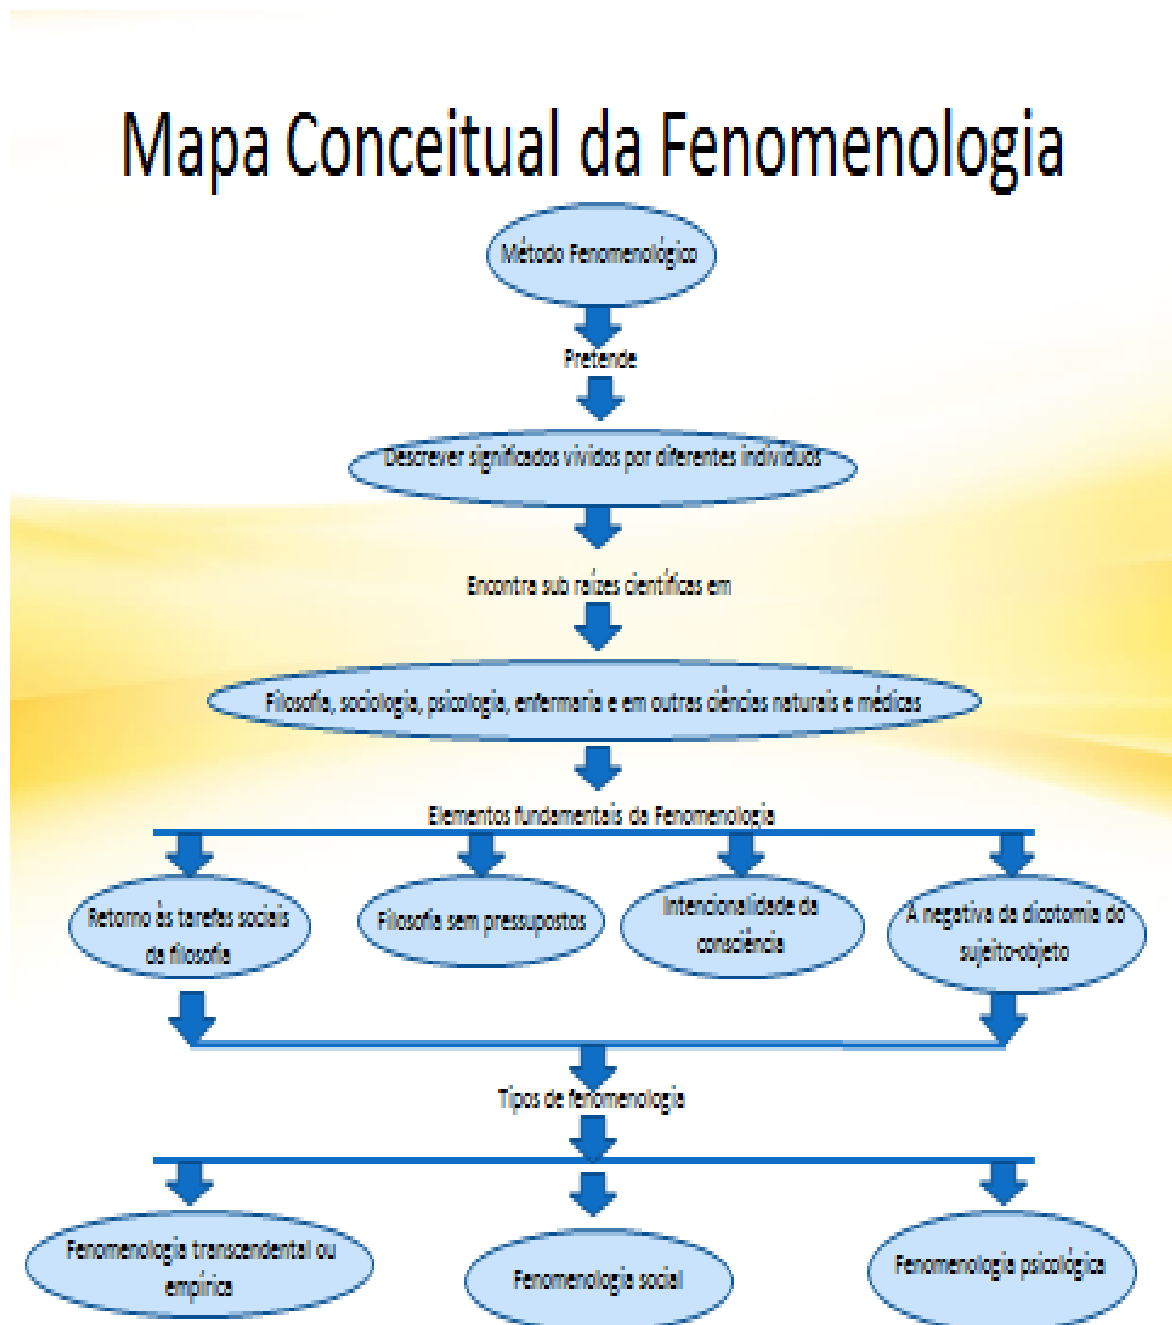 Mapa Conceitual da Fenomenologia
Método Fenomenológico
Pretende
Descrever significados vividos por diferentes indivíduos
Encontra sub raízes científicas em
Filosofia, sociologia, psicologia, enfermaria e em outras ciências naturais e médicas
Elementos fundamentais da Fenomenologia
Retorno às tarefas sociais
da filosofia
Filosofia sem pressupostos
Intencionalidade da
consciência
A negativa da dicotomia do
sujeito-objeto
Tipos de fenomenologia
Fenomenologia transcendental ou
empírica
Fenomenologia social
Fenomenologia psicológica